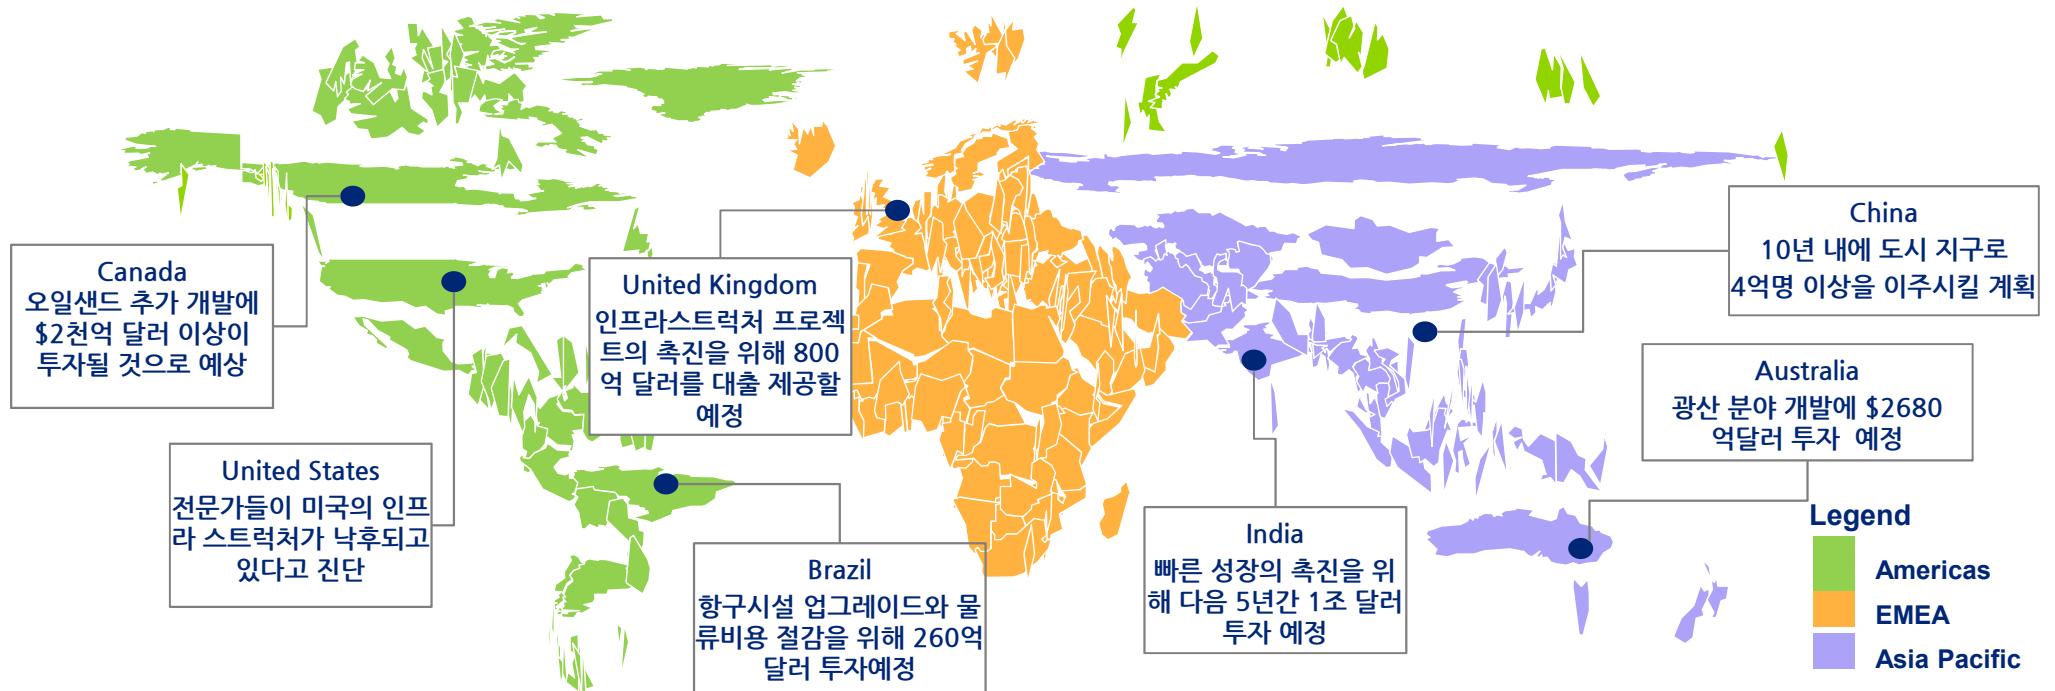 Canada
오일샌드 추가 개발에
$2천억 달러 이상이
투자될 것으로 예상
United States
전문가들이 미국의 인프
라 스트럭처가 낙후되고
있다고 진단
United Kingdom
인프라스트럭처 프로젝
트의 촉진을 위해 800
억 달러를 대출 제공할
예정
Brazil
항구시설 업그레이드와 물
류비용 절감을 위해 260억
달러 투자예정
India
빠른 성장의 촉진을 위
해 다음 5년간 1조 달러
투자 예정
China
10년 내에 도시 지구로
4억명 이상을 이주시킬 계획
Australia
광산 분야 개발에 $2680
억달러 투자 예정
Legend
Americas
EMEA
Asia Pacific